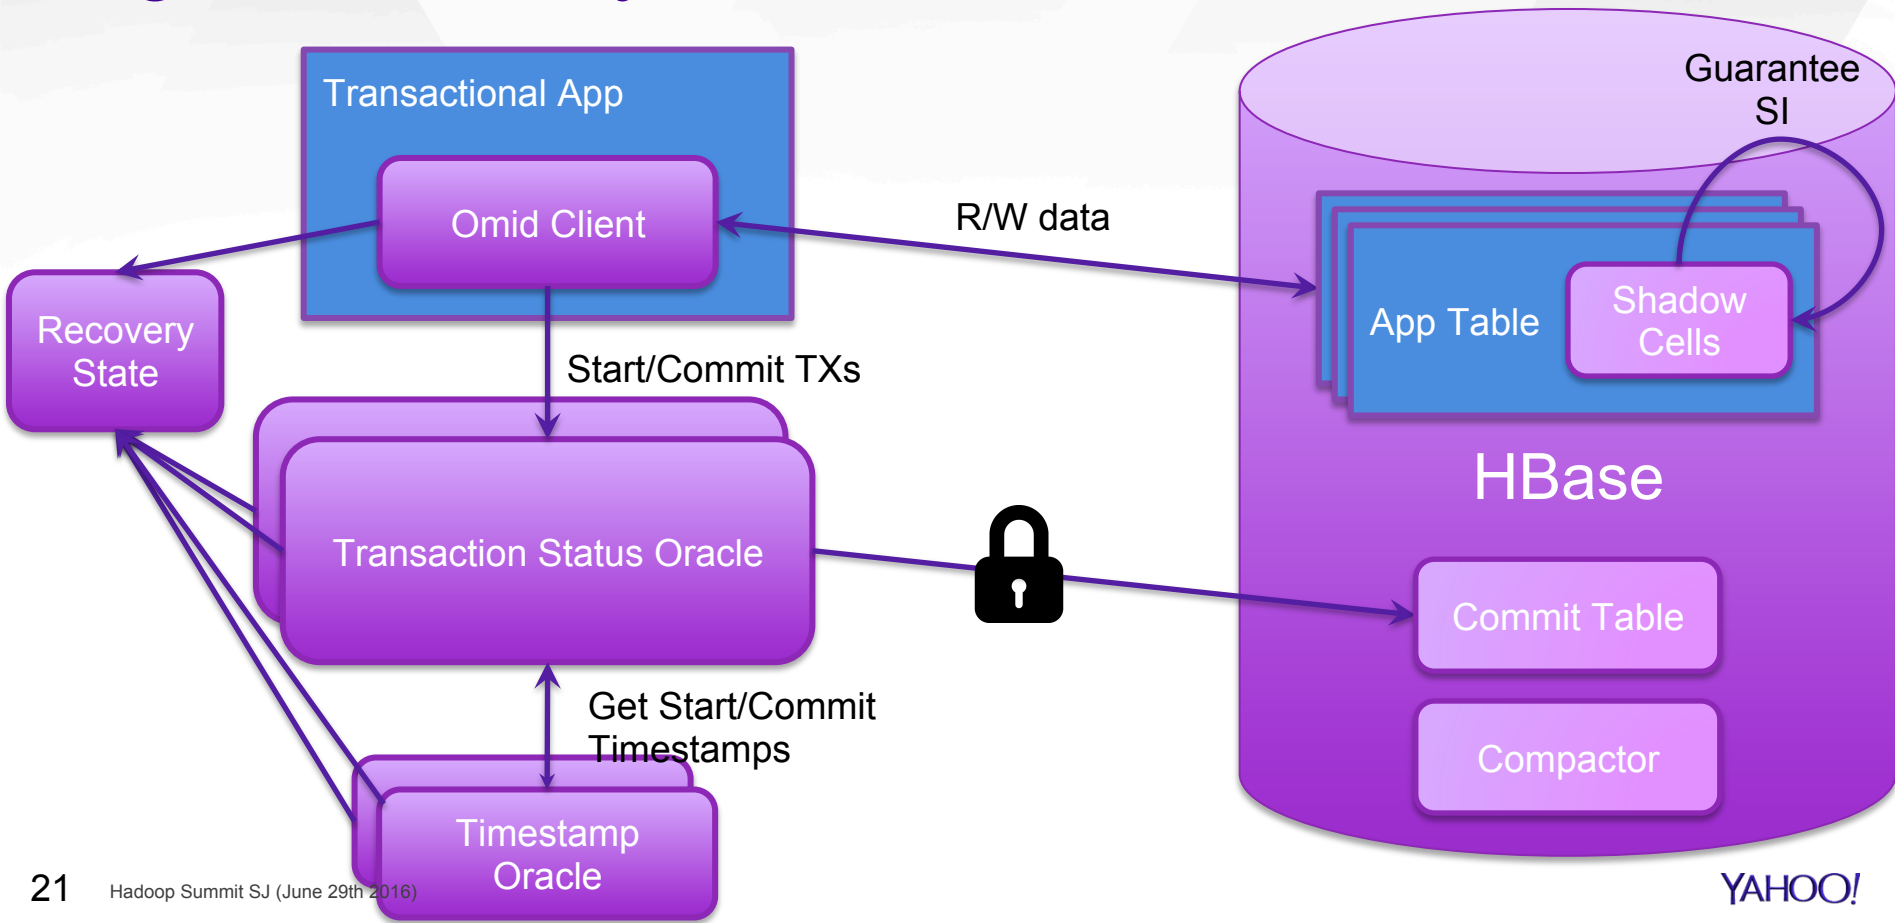 Transactional App
Omid Client
Recovery
State
Start/Commit TXs
Transaction Status Oracle
Get Start/Commit
Timestamps
Timestamp
Oracle
R/W data
Guarantee
SI
App Table
Shadow
Cells
HBase
Commit Table
Compactor
21
Hadoop Summit SJ (June 29th 2016)
YAHOO!